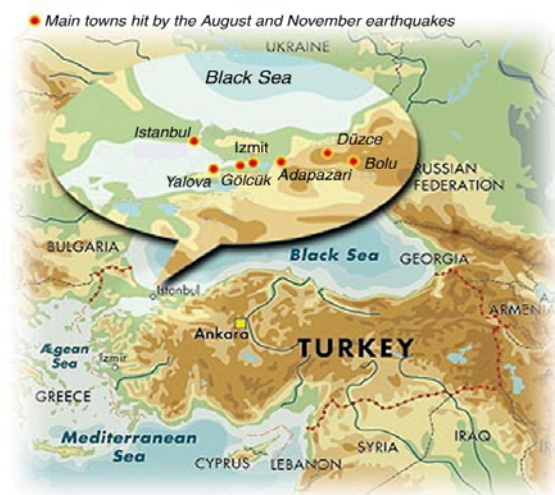 Main towns hit by the August and November earthquakes
UKRAINE
Black Sea
Istanbul
Izmit
Düzce
Yalova
Gölcük
Adapazari
Bolu
RUSSIAN
FEDERATION
BULGARIA
Black Sea
GEORGIA
Istanbul
ARMENIA
Ankara
TURKEY
Ægean
Sea
Izmir
GREECE
Mediterranean
Sea
CYPRUS
LEBANON
SYRIA
IRAQ